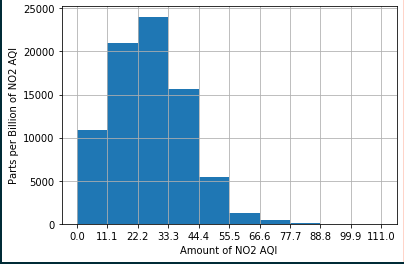 25000
20000
15000
10000
5000
0
Parts per Billion of NO2 AQI
0.0 11.1 22.2 33.3 44.4 55.5 66.6 77.7 88.8 99.9 111.0
Amount of NO2 AQI